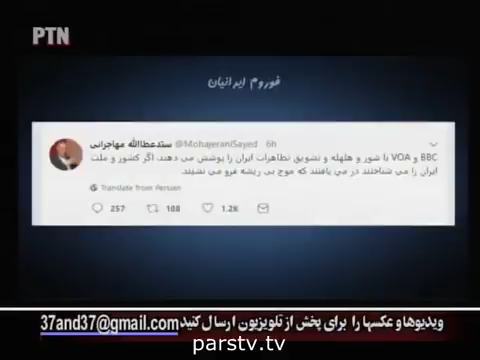 PTN
فوروم ایرانیان
سیدعطاالله مهاجرانی @MohajeraniSayed 6h
BBC و VOA با شور و هلهله و تشویق تظاهرات ایران را پوشش می دهند. اگر کشور و ملت
ایران را می شناختند در می یافتند که موج بی ریشه فرو می نشیند.
Translate from Persian
257 108 1.2K
ویدیوها و عکسها را برای پخش از تلویزیون ارسال کنید 37and37@gmail.com
parstv.tv